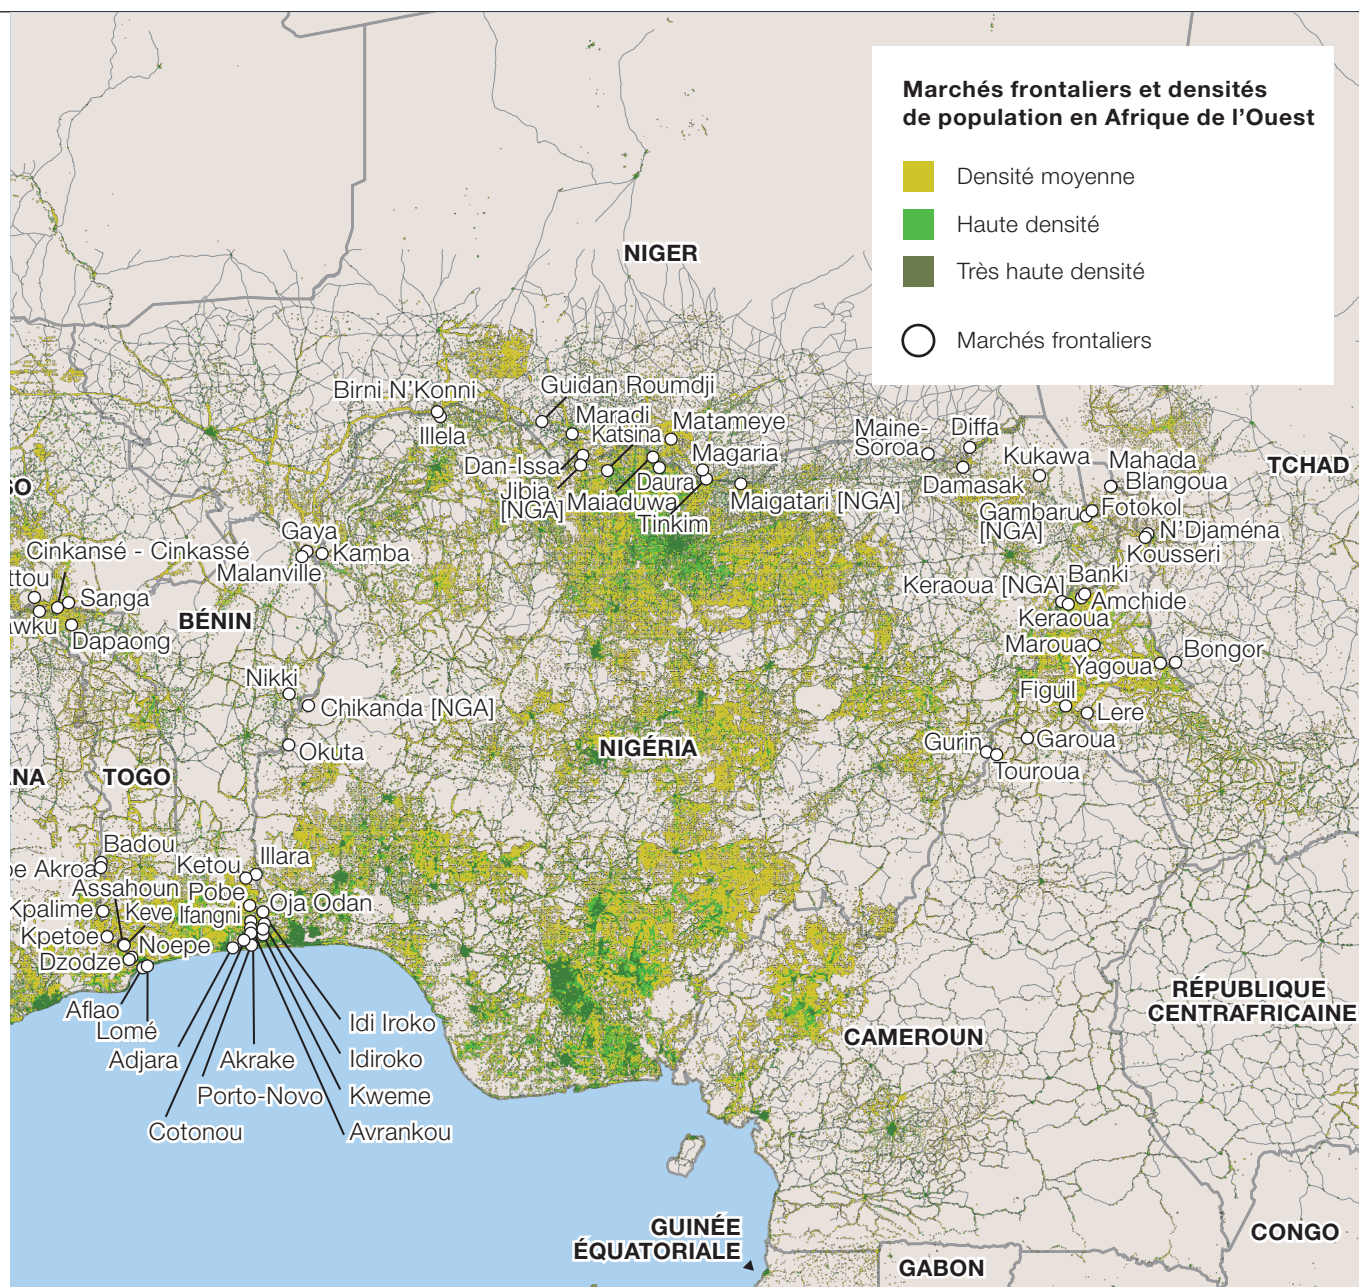 Marchés frontaliers et densités
de population en Afrique de l'Ouest
Densité moyenne
Haute densité
Très haute densité
Marchés frontaliers
NIGER
Birni N'Konni
Illela
Guidan Roumdji
Maradi
Katsina
Matameye
Magaria
Dan-Issa
Jibia
[NGA]
Maiaduwa
Daura
Tinkim
Maigatari [NGA]
Maine-
Soroa
Diffa
Damasak
Kukawa
Mahada
Blangoua
TCHAD
Gambaru
[NGA]
Fotokol
N'Djaména
Kousseri
SO
Gaya
Kamba
Malanville
Cinkansé - Cinkassé
ttou
Sanga
awku
Dapaong
BÉNIN
Keraoua [NGA]
Banki
Amchide
Keraoua
Maroua
Yagoua
Bongor
Figuil
Lere
Garoua
Gurin
Touroua
Nikki
Chikanda [NGA]
Okuta
NIGÉRIA
NA
TOGO
Badou
be Akroa
Ketou
Illara
Assahoun
Pobe
Oja Odan
Kpalime
Keve
Ifangni
Kpetoe
Noepe
Dzodze
Aflao
Lomé
Adjara
Akrake
Porto-Novo
Cotonou
Idi Iroko
Idiroko
Kweme
Avrankou
CAMEROUN
RÉPUBLIQUE
CENTRAFRICAINE
GUINÉE
ÉQUATORIALE
GABON
CONGO